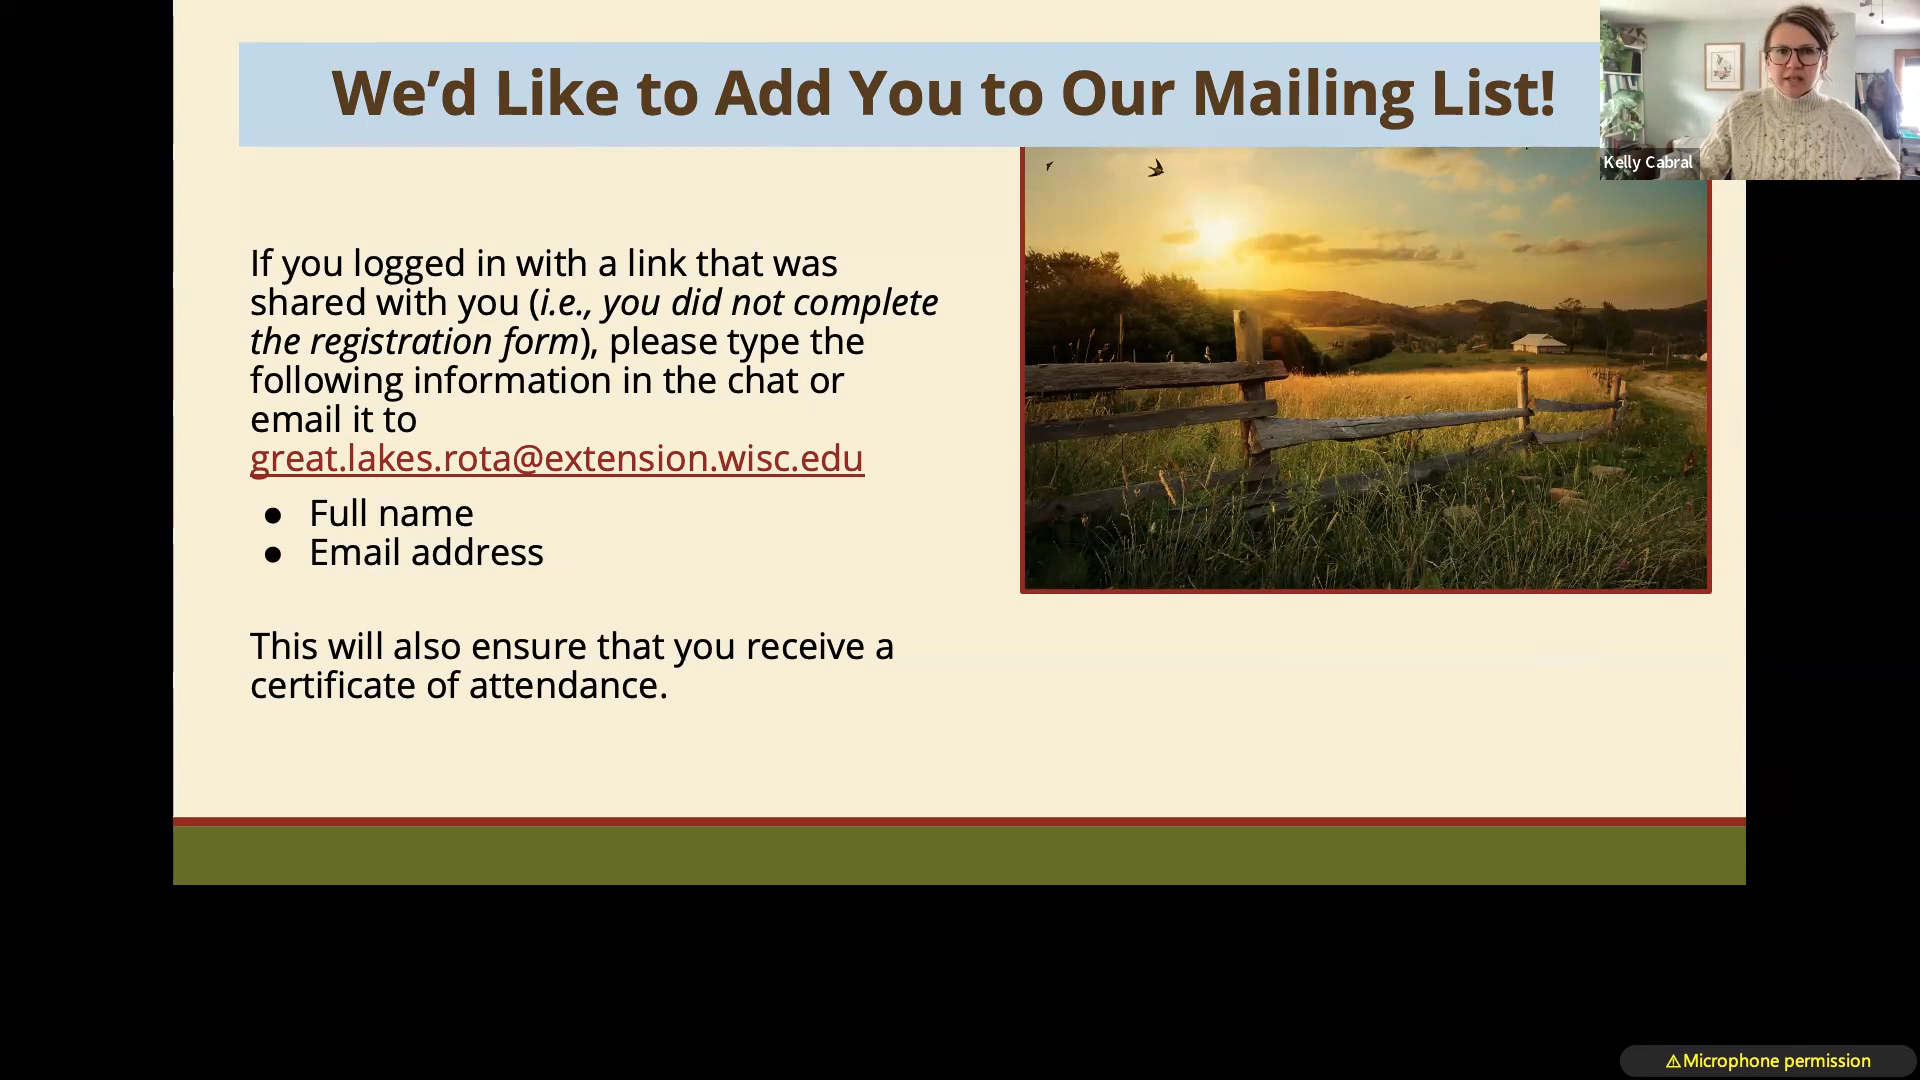 We’d Like to Add You to Our Mailing List!
Kelly Cabral
If you logged in with a link that was
shared with you (i.e., you did not complete
the registration form), please type the
following information in the chat or
email it to
great.lakes.rota@extension.wisc.edu
● Full name
● Email address
This will also ensure that you receive a
certificate of attendance.
⚠Microphone permission